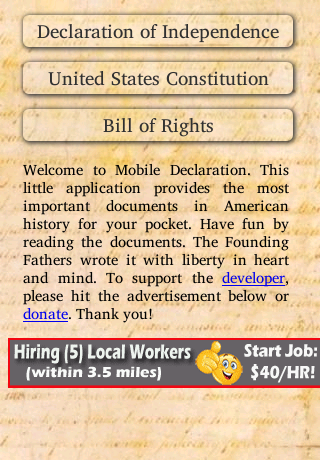 Declaration of Independence
United States Constitution
Bill of Rights
Welcome to Mobile Declaration. This
little application provides the most
important documents in American
history for your pocket. Have fun by
reading the documents. The Founding
Fathers wrote it with liberty in heart
and mind. To support the developer,
please hit the advertisement below or
donate. Thank you!
Hiring (5) Local Workers
(within 3.5 miles)
Start Job:
$40/HR!